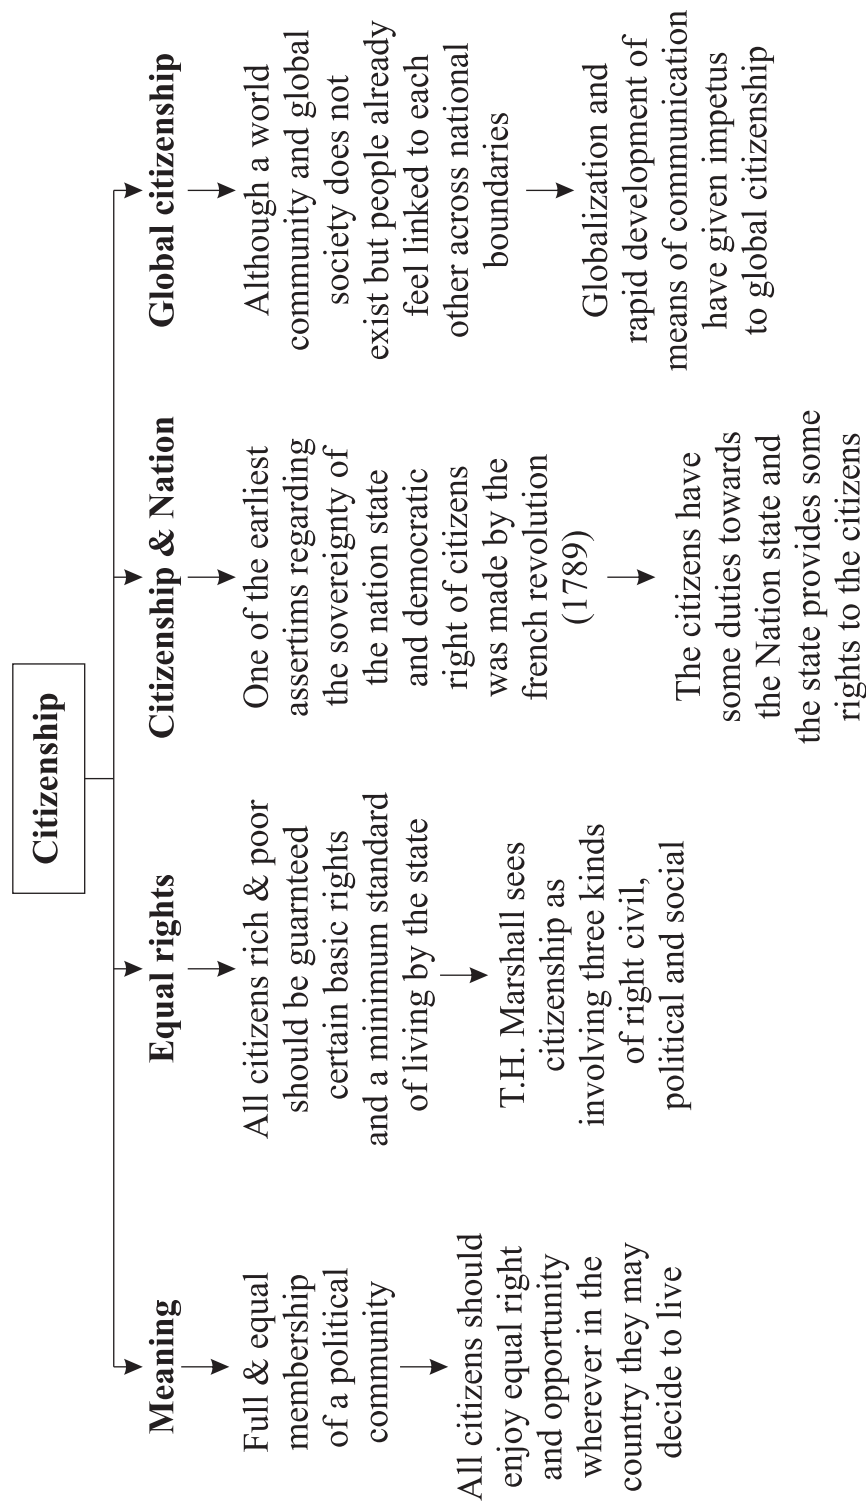 Citizenship
Meaning
Full & equal
membership
of a political
community
All citizens should
enjoy equal right
and opportunity
wherever in the
country they may
decide to live
Equal rights
All citizens rich & poor
should be guarnteed
certain basic rights
and a minimum standard
of living by the state
T.H. Marshall sees
citizenship as
involving three kinds
of right civil,
political and social
Citizenship & Nation
One of the earliest
assertims regarding
the sovereignty of
the nation state
and democratic
right of citizens
was made by the
french revolution
(1789)
The citizens have
some duties towards
the Nation state and
the state provides some
rights to the citizens
Global citizenship
Although a world
community and global
society does not
exist but people already
feel linked to each
other across national
boundaries
Globalization and
rapid development of
means of communication
have given impetus
to global citizenship